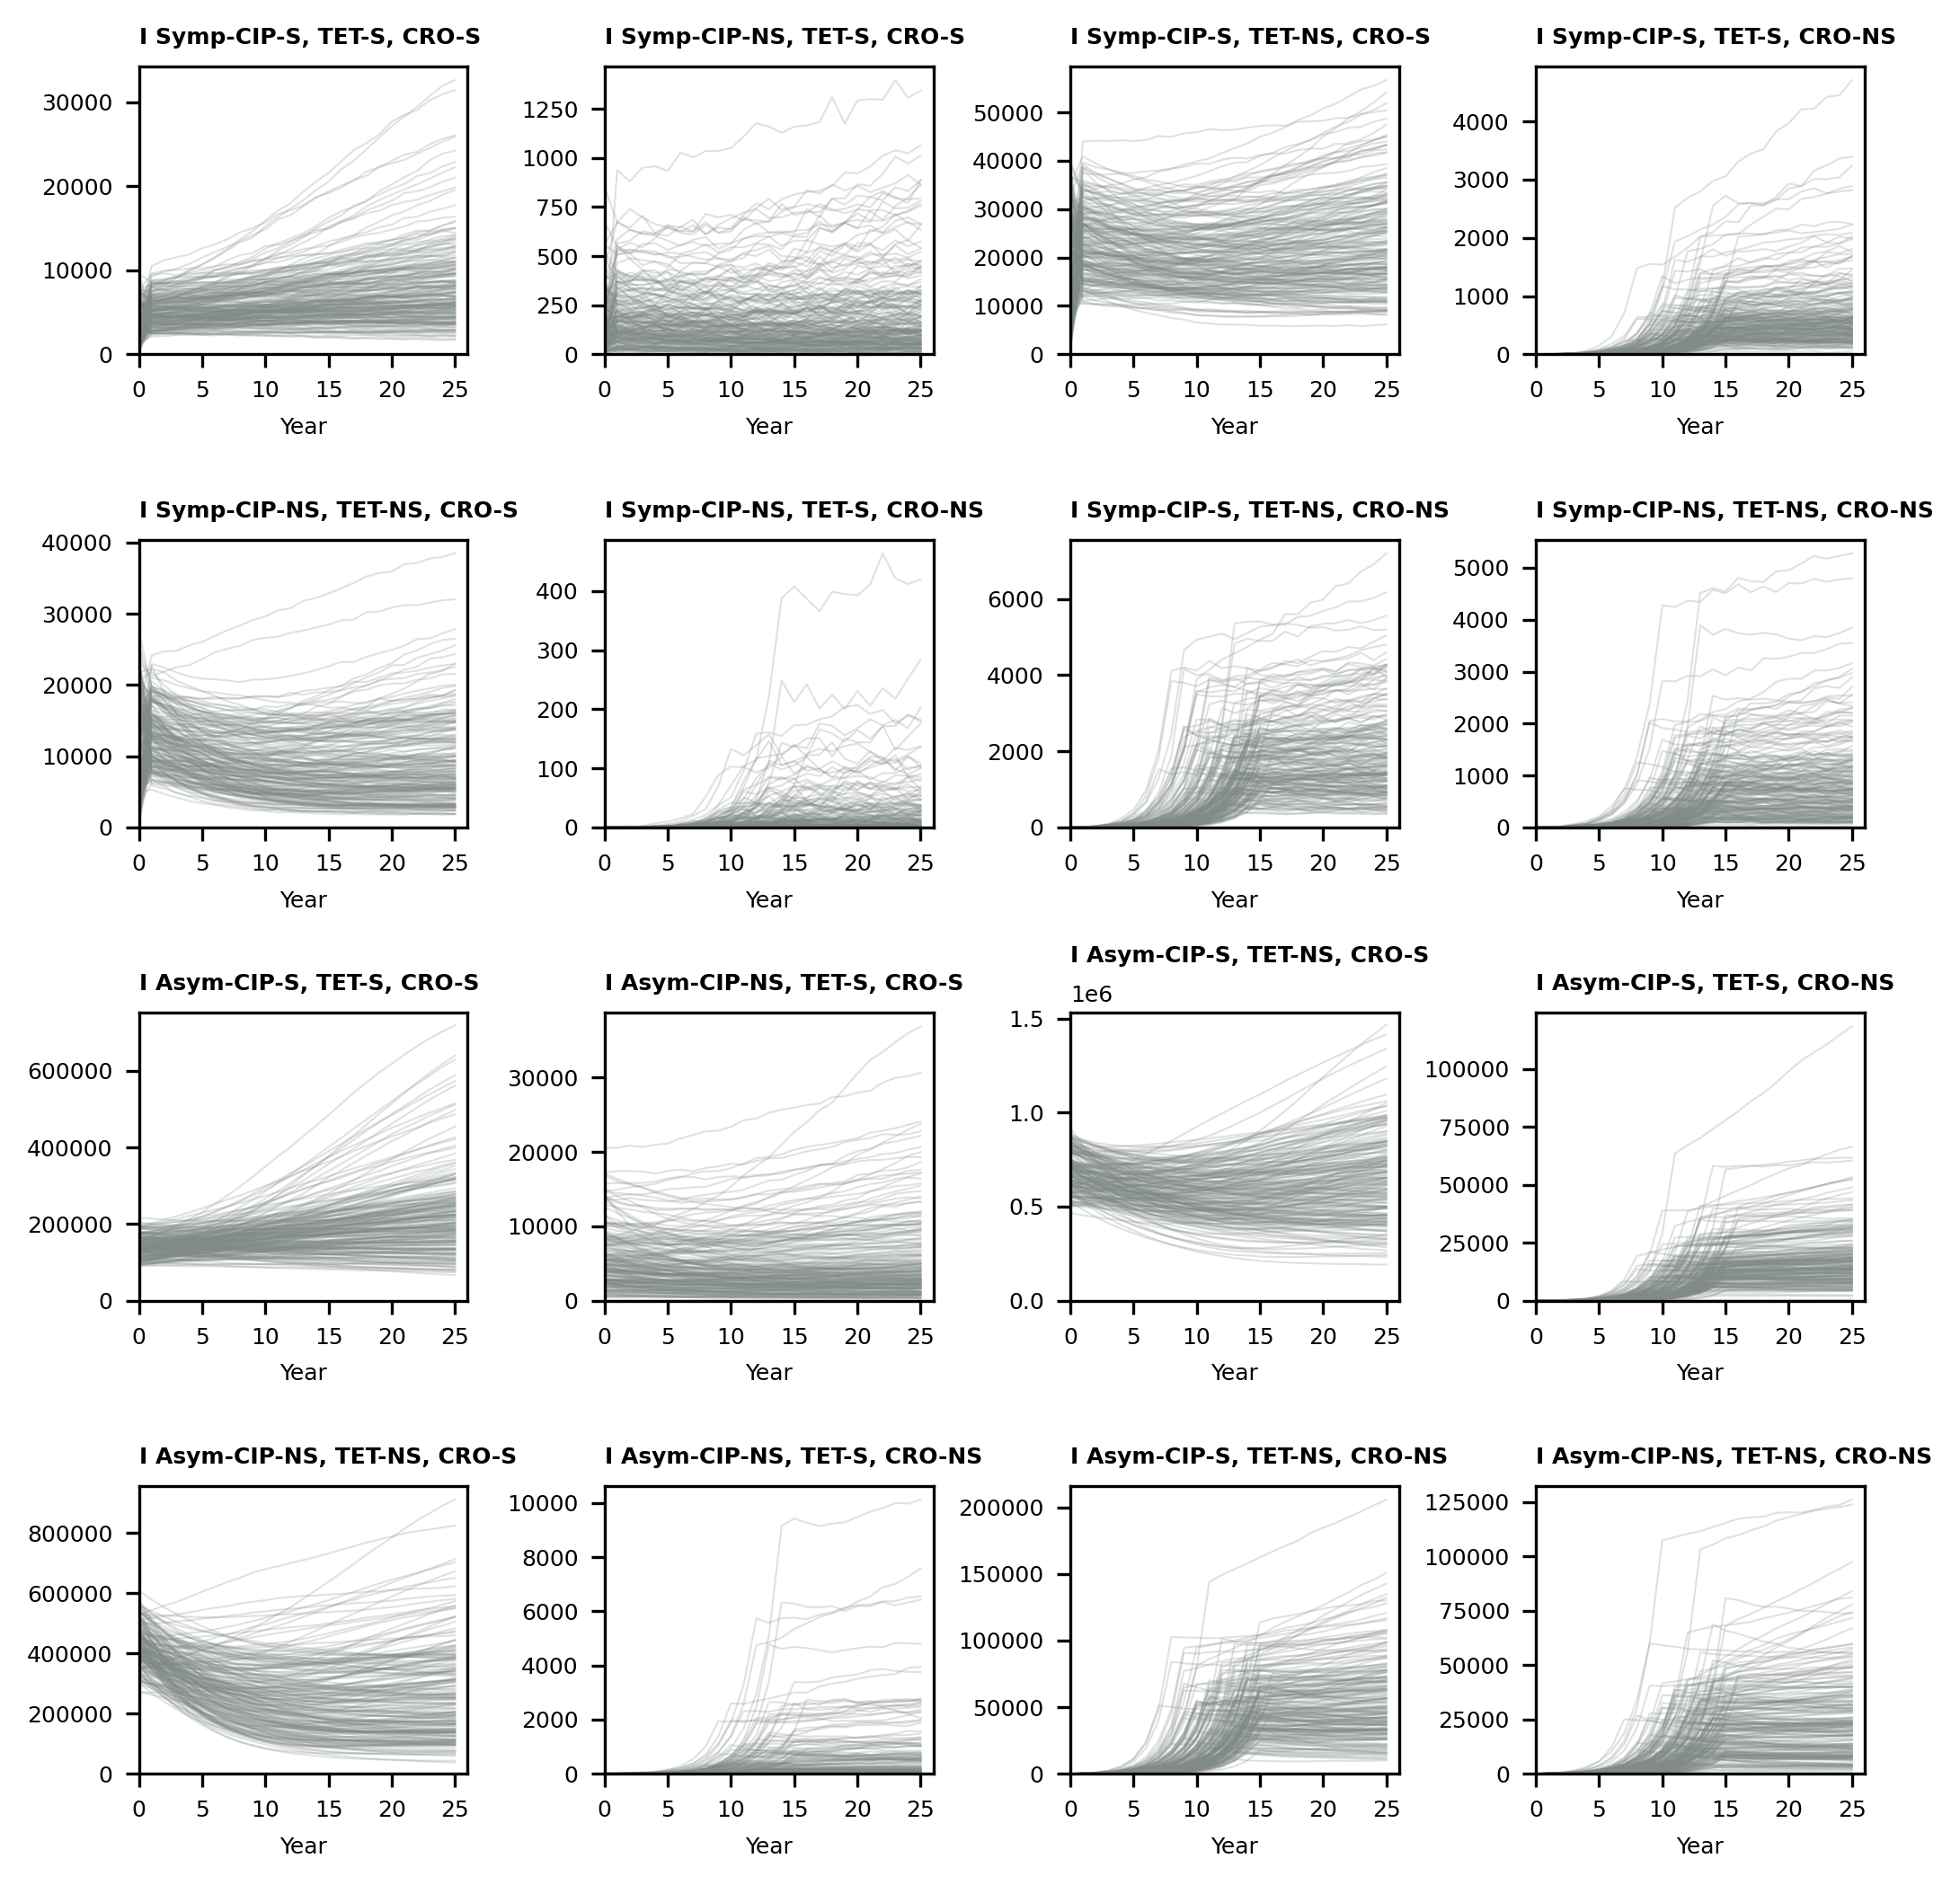 I Symp-CIP-S, TET-S, CRO-S
30000
20000
10000
0
0 5 10 15 20 25
Year
I Symp-CIP-NS, TET-S, CRO-S
1250
1000
750
500
250
0
0 5 10 15 20 25
Year
I Symp-CIP-S, TET-NS, CRO-S
50000
40000
30000
20000
10000
0
0 5 10 15 20 25
Year
I Symp-CIP-S, TET-S, CRO-NS
4000
3000
2000
1000
0
0 5 10 15 20 25
Year
I Symp-CIP-NS, TET-NS, CRO-S
40000
30000
20000
10000
0
0 5 10 15 20 25
Year
I Symp-CIP-NS, TET-S, CRO-NS
400
300
200
100
0
0 5 10 15 20 25
Year
I Symp-CIP-S, TET-NS, CRO-NS
6000
4000
2000
0
0 5 10 15 20 25
Year
I Symp-CIP-NS, TET-NS, CRO-NS
5000
4000
3000
2000
1000
0
0 5 10 15 20 25
Year
I Asym-CIP-S, TET-S, CRO-S
600000
400000
200000
0
0 5 10 15 20 25
Year
I Asym-CIP-NS, TET-S, CRO-S
30000
20000
10000
0
0 5 10 15 20 25
Year
I Asym-CIP-S, TET-NS, CRO-S
1e6
1.5
1.0
0.5
0.0
0 5 10 15 20 25
Year
I Asym-CIP-S, TET-S, CRO-NS
100000
75000
50000
25000
0
0 5 10 15 20 25
Year
I Asym-CIP-NS, TET-NS, CRO-S
800000
600000
400000
200000
0
0 5 10 15 20 25
Year
I Asym-CIP-NS, TET-S, CRO-NS
10000
8000
6000
4000
2000
0
0 5 10 15 20 25
Year
I Asym-CIP-S, TET-NS, CRO-NS
200000
150000
100000
50000
0
0 5 10 15 20 25
Year
I Asym-CIP-NS, TET-NS, CRO-NS
125000
100000
75000
50000
25000
0
0 5 10 15 20 25
Year